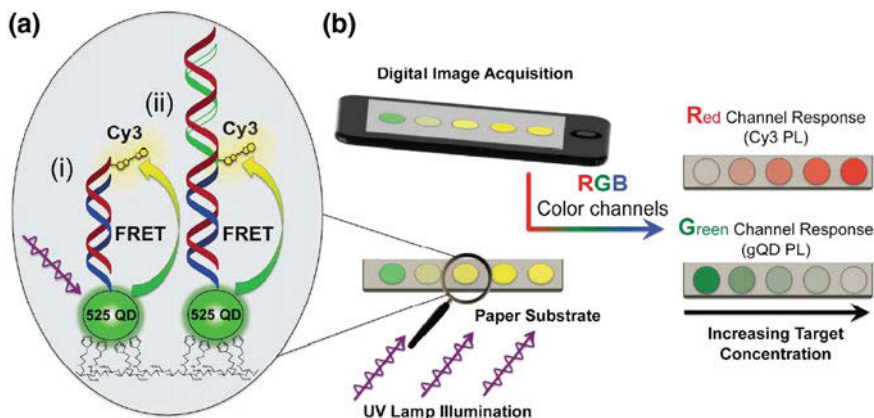 (a)
(i)
Cy3
FRET
525 QD
(ii)
Cy3
FRET
525 QD
(b)
Digital Image Acquisition
RGB
Color channels
Paper Substrate
UV Lamp Illumination
Red Channel Response
(Cy3 PL)
Green Channel Response
(gQD PL)
Increasing Target
Concentration